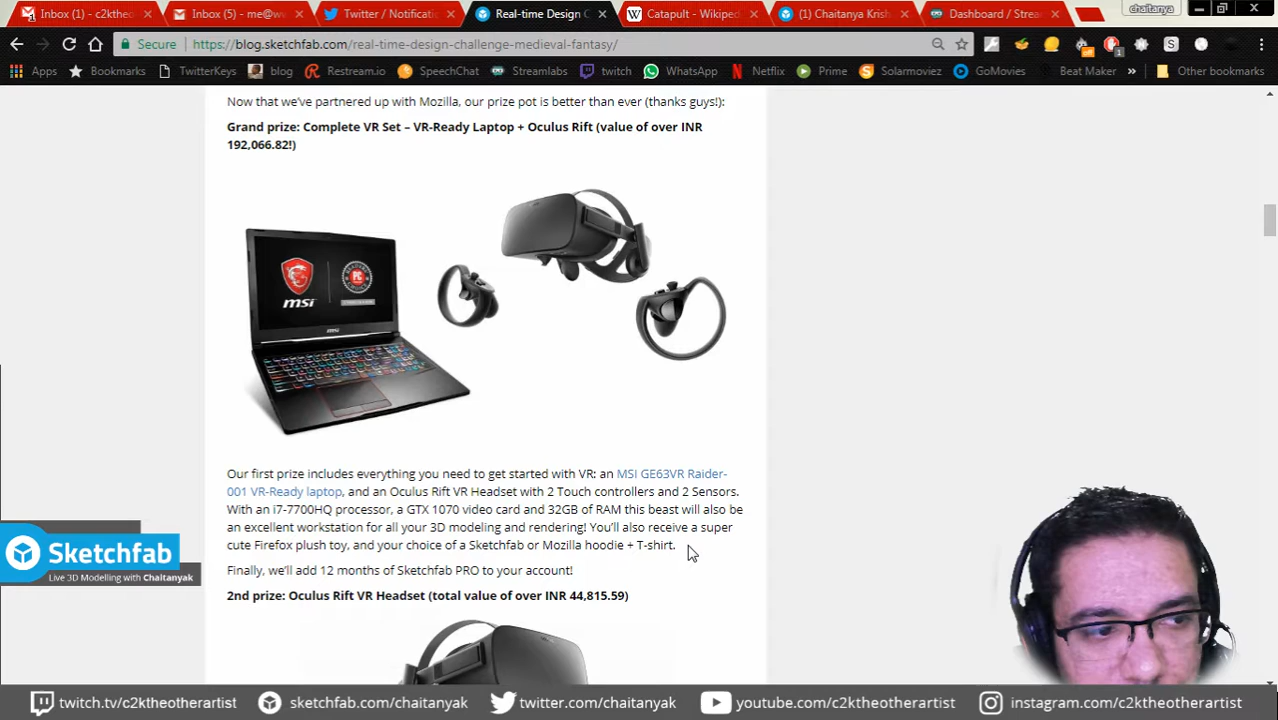 Inbox (1) - c2kthe
Inbox (5) - me@w
Twitter / Notificati
Real-time Design C
Catapult - Wikiped
(1) Chaitanya Krish
Dashboard / Strea
chaitanya
Secure
https://blog.sketchfab.com/real-time-design-challenge-medieval-fantasy/
Apps
Bookmarks
TwitterKeys
blog
Restream.io
SpeechChat
Streamlabs
twitch
WhatsApp
Netflix
Prime
Solarmoviez
GoMovies
Beat Maker
»
Other bookmarks
Now that we've partnered up with Mozilla, our prize pot is better than ever (thanks guys!):
Grand prize: Complete VR Set – VR-Ready Laptop + Oculus Rift (value of over INR
192,066.82!)
msi
PC
msi
Our first prize includes everything you need to get started with VR: an MSI GE63VR Raider-
001 VR-Ready laptop, and an Oculus Rift VR Headset with 2 Touch controllers and 2 Sensors.
With an i7-7700HQ processor, a GTX 1070 video card and 32GB of RAM this beast will also be
an excellent workstation for all your 3D modeling and rendering! You'll also receive a super
cute Firefox plush toy, and your choice of a Sketchfab or Mozilla hoodie + T-shirt.
Finally, we'll add 12 months of Sketchfab PRO to your account!
2nd prize: Oculus Rift VR Headset (total value of over INR 44,815.59)
Sketchfab
Live 3D Modelling with Chaitanyak
twitch.tv/c2ktheotherartist
sketchfab.com/chaitanyak
twitter.com/chaitanyak
youtube.com/c2ktheotherartist
instagram.com/c2ktheotherartist